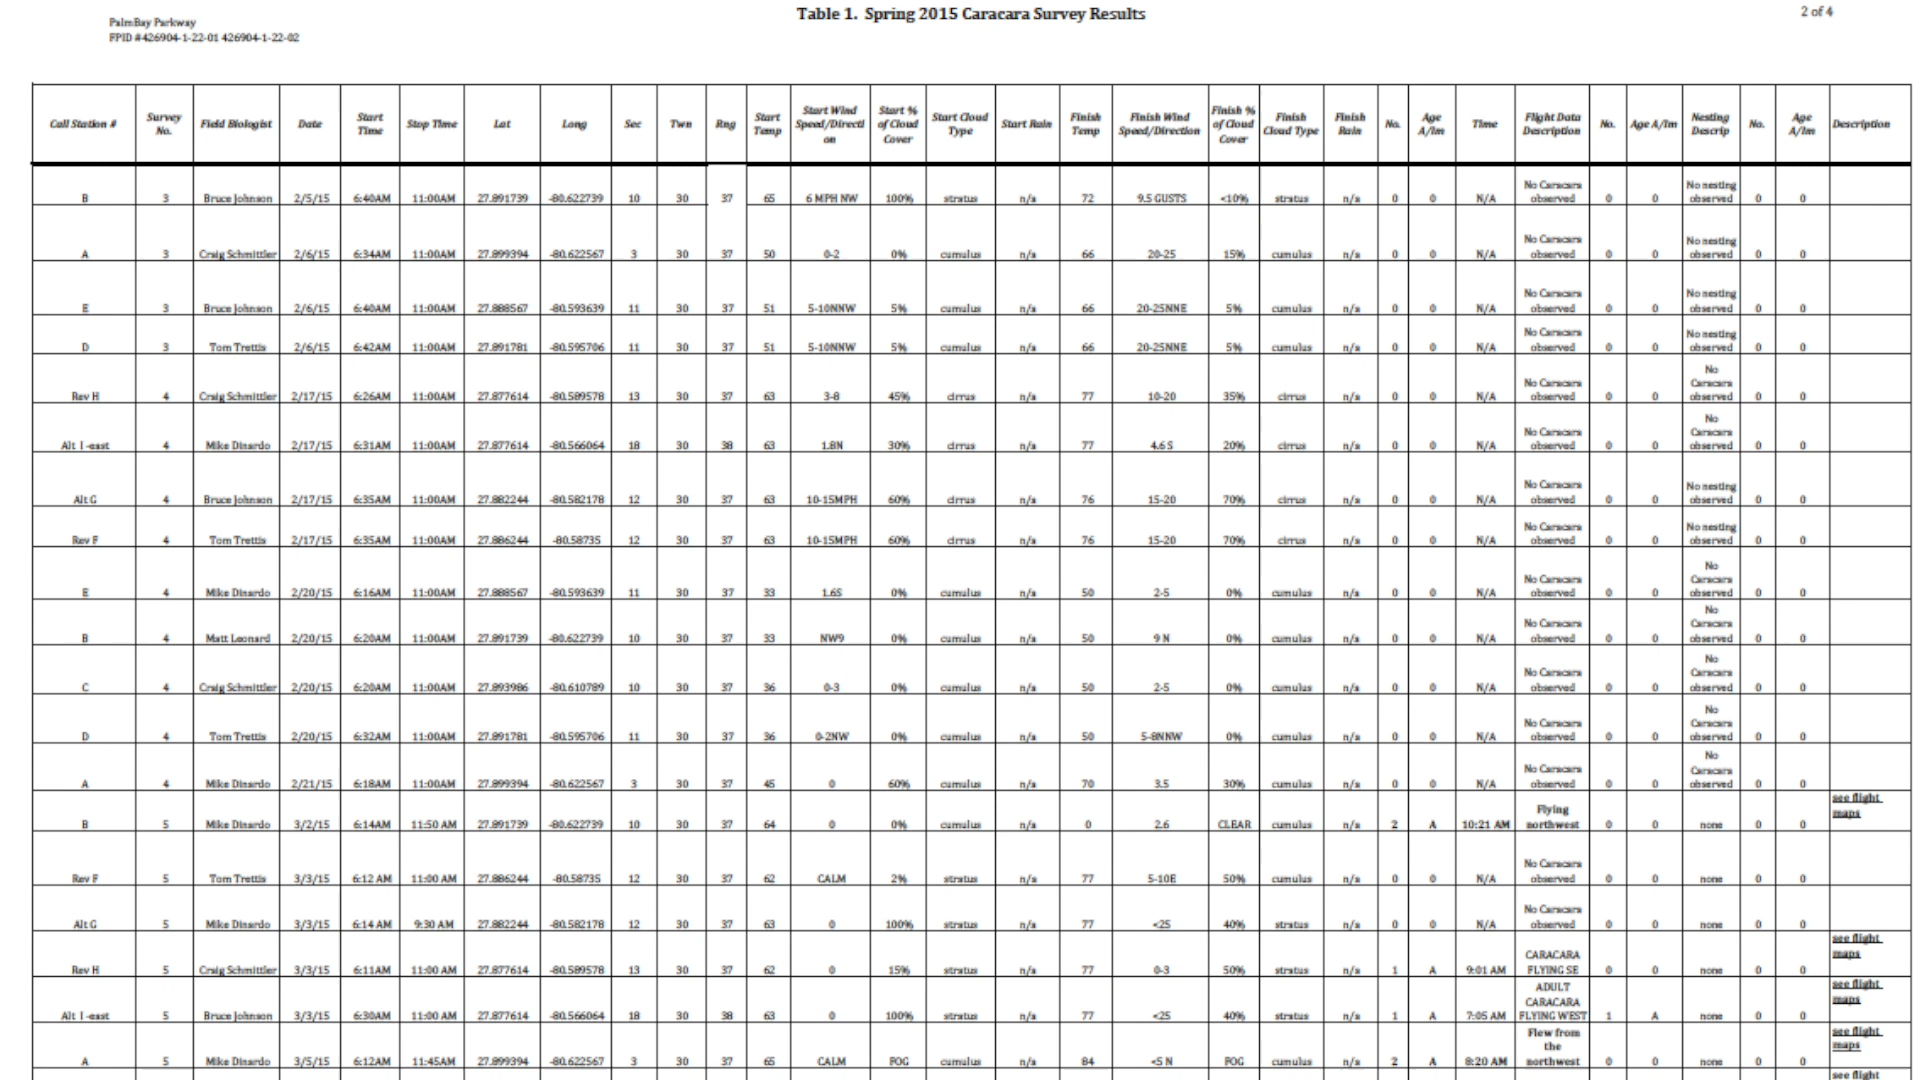 PalmBay Parkway
FPID #426904-1-22-01 426904-1-22-02
Table 1. Spring 2015 Caracara Survey Results
2 of 4
Call Station # Survey No. Field Biologist Date Start Time Stop Time Lat Long Sec Twn Rng Start Temp Start Wind Speed/Direction Start % of Cloud Cover Start Cloud Type Start Rain Finish Temp Finish Wind Speed/Direction Finish % of Cloud Cover Finish Cloud Type Finish Rain No. Age A/Im Time Flight Data Description No. Age A/Im Nesting Descrip No. Age A/Im Description
B 3 Bruce Johnson 2/5/15 6:40AM 11:00AM 27.891739 -80.622739 10 30 37 65 6 MPH NW 100% stratus n/a 72 9.5 GUSTS <10% stratus n/a 0 0 N/A No Caracara observed 0 0 No nesting observed 0 0
A 3 Craig Schmittler 2/6/15 6:34AM 11:00AM 27.899394 -80.622567 3 30 37 50 0-2 0% cumulus n/a 66 20-25 15% cumulus n/a 0 0 N/A No Caracara observed 0 0 No nesting observed 0 0
E 3 Bruce Johnson 2/6/15 6:40AM 11:00AM 27.888567 -80.593639 11 30 37 51 5-10NNW 5% cumulus n/a 66 20-25NNE 5% cumulus n/a 0 0 N/A No Caracara observed 0 0 No nesting observed 0 0
D 3 Tom Trettis 2/6/15 6:42AM 11:00AM 27.891781 -80.595706 11 30 37 51 5-10NNW 5% cumulus n/a 66 20-25NNE 5% cumulus n/a 0 0 N/A No Caracara observed 0 0 No nesting observed 0 0
Rev H 4 Craig Schmittler 2/17/15 6:26AM 11:00AM 27.877614 -80.589578 13 30 37 63 3-8 45% cirrus n/a 77 10-20 35% cirrus n/a 0 0 N/A No Caracara observed 0 0 No Caracara observed 0 0
Alt I -east 4 Mike Dinardo 2/17/15 6:31AM 11:00AM 27.877614 -80.566064 18 30 38 63 1.8N 30% cirrus n/a 77 4.6 S 20% cirrus n/a 0 0 N/A No Caracara observed 0 0 No Caracara observed 0 0
Alt G 4 Bruce Johnson 2/17/15 6:35AM 11:00AM 27.882244 -80.582178 12 30 37 63 10-15MPH 60% cirrus n/a 76 15-20 70% cirrus n/a 0 0 N/A No Caracara observed 0 0 No nesting observed 0 0
Rev F 4 Tom Trettis 2/17/15 6:35AM 11:00AM 27.886244 -80.58735 12 30 37 63 10-15MPH 60% cirrus n/a 76 15-20 70% cirrus n/a 0 0 N/A No Caracara observed 0 0 No nesting observed 0 0
E 4 Mike Dinardo 2/20/15 6:16AM 11:00AM 27.888567 -80.593639 11 30 37 33 1.6S 0% cumulus n/a 50 2-5 0% cumulus n/a 0 0 N/A No Caracara observed 0 0 No Caracara observed 0 0
B 4 Matt Leonard 2/20/15 6:20AM 11:00AM 27.891739 -80.622739 10 30 37 33 NW9 0% cumulus n/a 50 9 N 0% cumulus n/a 0 0 N/A No Caracara observed 0 0 No Caracara observed 0 0
C 4 Craig Schmittler 2/20/15 6:20AM 11:00AM 27.893986 -80.610789 10 30 37 36 0-3 0% cumulus n/a 50 2-5 0% cumulus n/a 0 0 N/A No Caracara observed 0 0 No Caracara observed 0 0
D 4 Tom Trettis 2/20/15 6:32AM 11:00AM 27.891781 -80.595706 11 30 37 36 0-2NW 0% cumulus n/a 50 5-8NNW 0% cumulus n/a 0 0 N/A No Caracara observed 0 0 No Caracara observed 0 0
A 4 Mike Dinardo 2/21/15 6:18AM 11:00AM 27.899394 -80.622567 3 30 37 45 0 60% cumulus n/a 70 3.5 30% cumulus n/a 0 0 N/A No Caracara observed 0 0 No Caracara observed 0 0
B 5 Mike Dinardo 3/2/15 6:14AM 11:50 AM 27.891739 -80.622739 10 30 37 64 0 0% cumulus n/a 0 2.6 CLEAR cumulus n/a 2 A 10:21 AM Flying northwest 0 0 none 0 0 see flight maps
Rev F 5 Tom Trettis 3/3/15 6:12 AM 11:00 AM 27.886244 -80.58735 12 30 37 62 CALM 2% stratus n/a 77 5-10E 50% cumulus n/a 0 0 N/A No Caracara observed 0 0 none 0 0
Alt G 5 Mike Dinardo 3/3/15 6:14 AM 9:30 AM 27.882244 -80.582178 12 30 37 63 0 100% stratus n/a 77 <25 40% stratus n/a 0 0 N/A No Caracara observed 0 0 none 0 0
Rev H 5 Craig Schmittler 3/3/15 6:11AM 11:00 AM 27.877614 -80.589578 13 30 37 62 0 15% stratus n/a 77 0-3 50% stratus n/a 1 A 9:01 AM CARACARA FLYING SE 0 0 none 0 0 see flight maps
Alt I -east 5 Bruce Johnson 3/3/15 6:30AM 11:00 AM 27.877614 -80.566064 18 30 38 63 0 100% stratus n/a 77 <25 40% stratus n/a 1 A 7:05 AM ADULT CARACARA FLYING WEST 1 A none 0 0 see flight maps
A 5 Mike Dinardo 3/5/15 6:12AM 11:45AM 27.899394 -80.622567 3 30 37 65 CALM FOG cumulus n/a 84 <5 N FOG cumulus n/a 2 A 8:20 AM Flew from the northwest 0 0 none 0 0 see flight maps
see flight